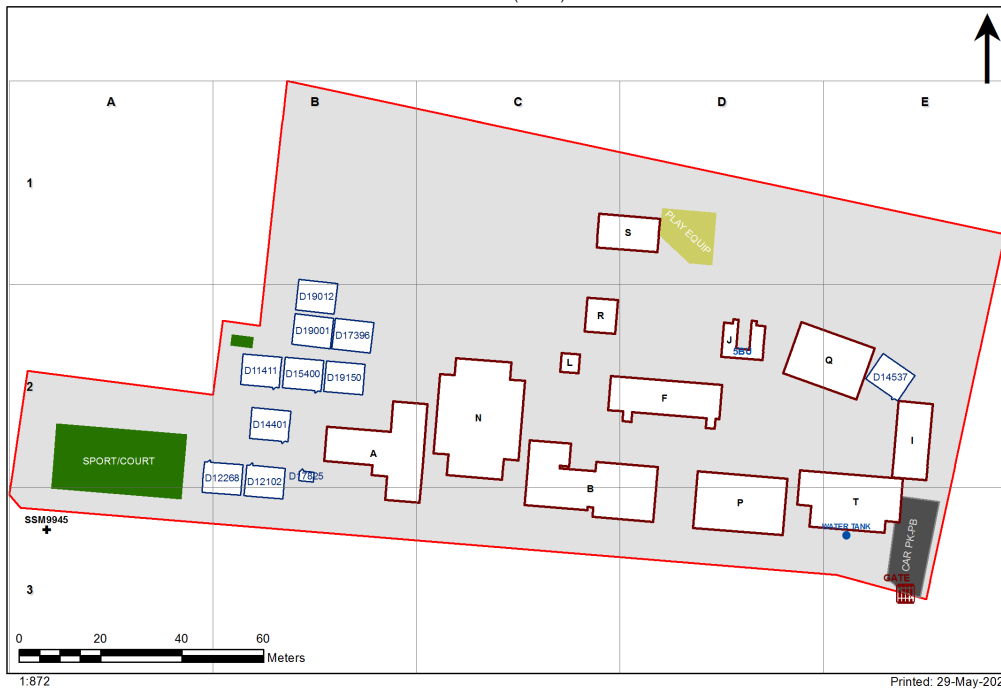 A B C D E
1
S
PLAY EQUIP
D19012
R
D19001 D17396
J
5BU
L
Q
2
D11411 D15400 D19150
D14537
F
N
D14401
I
A
SPORT/COURT
D12268 D12102 D17825
B
P
T
SSM9945
WATER TANK
CAR PK-PB
GATE
3
0 20 40 60
Meters
1:872
Printed: 29-May-202